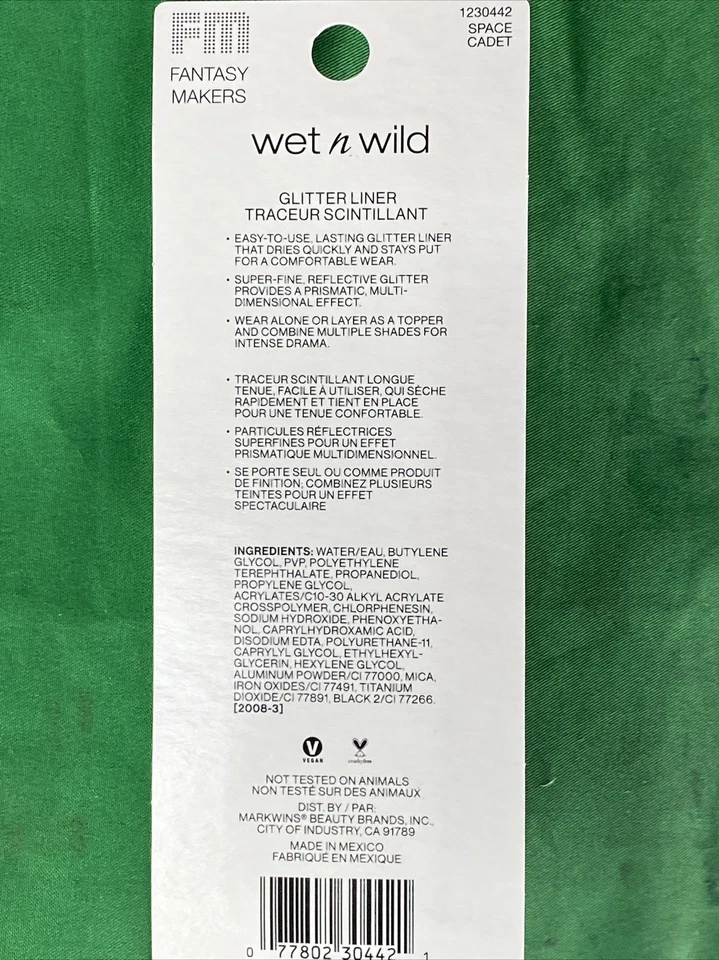 FM
FANTASY
MAKERS
1230442
SPACE
CADET
wet n wild
GLITTER LINER
TRACEUR SCINTILLANT
• EASY-TO-USE, LASTING GLITTER LINER
THAT DRIES QUICKLY AND STAYS PUT
FOR A COMFORTABLE WEAR.
• SUPER-FINE, REFLECTIVE GLITTER
PROVIDES A PRISMATIC, MULTI-
DIMENSIONAL EFFECT.
• WEAR ALONE OR LAYER AS A TOPPER
AND COMBINE MULTIPLE SHADES FOR
INTENSE DRAMA.
• TRACEUR SCINTILLANT LONGUE
TENUE, FACILE À UTILISER, QUI SÈCHE
RAPIDEMENT ET TIENT EN PLACE
POUR UNE TENUE CONFORTABLE.
• PARTICULES RÉFLECTRICES
SUPERFINES POUR UN EFFET
PRISMATIQUE MULTIDIMENSIONNEL.
• SE PORTE SEUL OU COMME PRODUIT
DE FINITION; COMBINEZ PLUSIEURS
TEINTES POUR UN EFFET
SPECTACULAIRE
INGREDIENTS: WATER/EAU, BUTYLENE
GLYCOL, PVP, POLYETHYLENE
TEREPHTHALATE, PROPANEDIOL,
PROPYLENE GLYCOL,
ACRYLATES/C10-30 ALKYL ACRYLATE
CROSSPOLYMER, CHLORPHENESIN,
SODIUM HYDROXIDE, PHENOXYETHA-
NOL, CAPRYLHYDROXAMIC ACID,
DISODIUM EDTA, POLYURETHANE-11,
CAPRYLYL GLYCOL, ETHYLHEXYL-
GLYCERIN, HEXYLENE GLYCOL,
ALUMINUM POWDER/CI 77000, MICA,
IRON OXIDES/CI 77491, TITANIUM
DIOXIDE/CI 77891, BLACK 2/CI 77266.
[2008-3]
V
VEGAN
crueltyfree
NOT TESTED ON ANIMALS
NON TESTÉ SUR DES ANIMAUX
DIST. BY / PAR:
MARKWINS® BEAUTY BRANDS, INC.,
CITY OF INDUSTRY, CA 91789
MADE IN MEXICO
FABRIQUÉ EN MEXIQUE
0 77802 30442 1